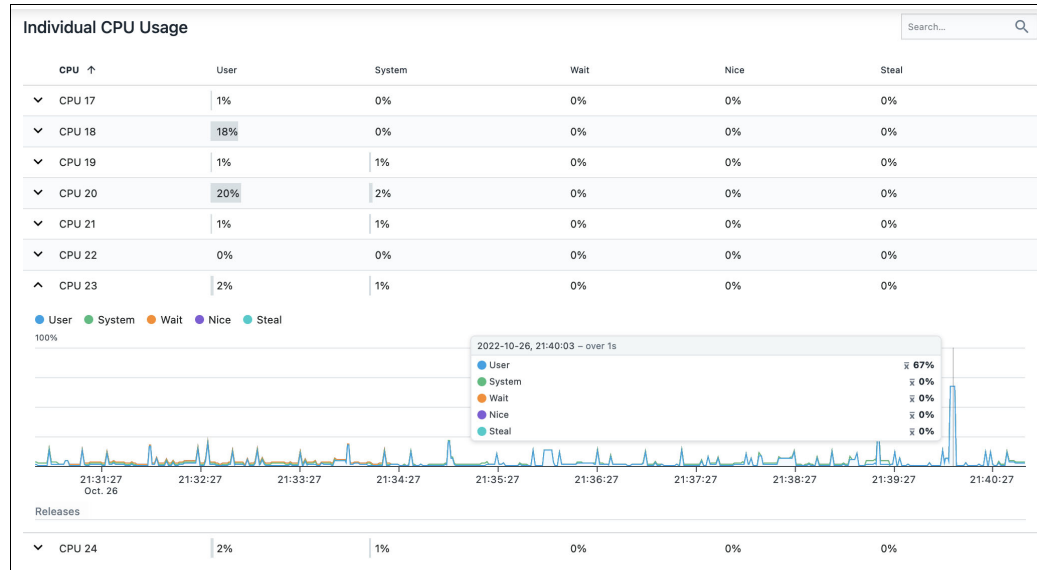 Individual CPU Usage
Search...
CPU ↑ User System Wait Nice Steal
CPU 17 1% 0% 0% 0% 0%
CPU 18 18% 0% 0% 0% 0%
CPU 19 1% 1% 0% 0% 0%
CPU 20 20% 2% 0% 0% 0%
CPU 21 1% 1% 0% 0% 0%
CPU 22 0% 0% 0% 0% 0%
CPU 23 2% 1% 0% 0% 0%
User System Wait Nice Steal
100%
2022-10-26, 21:40:03 – over 1s
User 67%
System 0%
Wait 0%
Nice 0%
Steal 0%
21:31:27 21:32:27 21:33:27 21:34:27 21:35:27 21:36:27 21:37:27 21:38:27 21:39:27 21:40:27
Oct. 26
Releases
CPU 24 2% 1% 0% 0% 0%